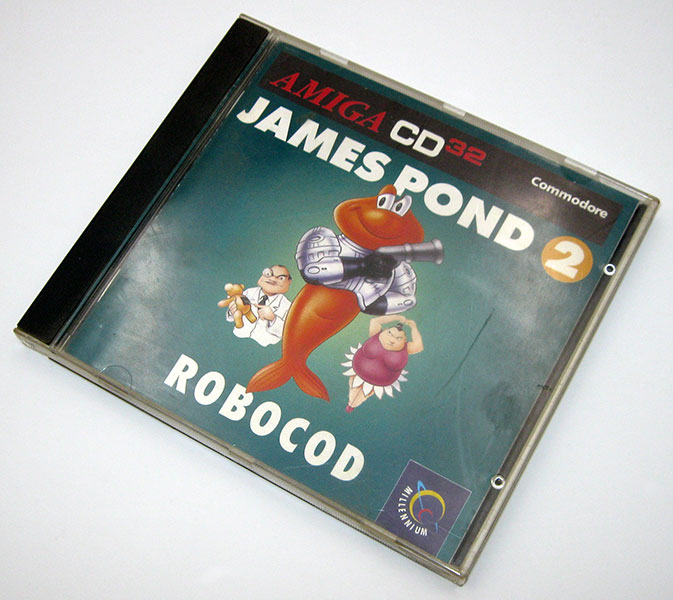 AMIGA CD32
Commodore
JAMES POND 2
ROBOCOD
MILLENNIUM